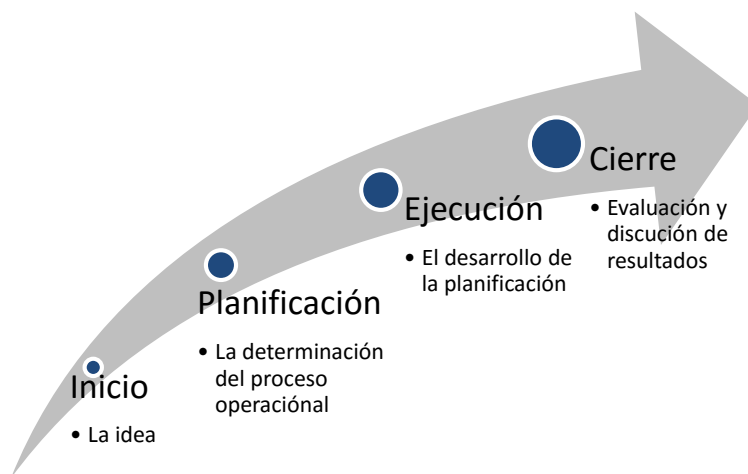 Inicio
• La idea
Planificación
• La determinación
del proceso
operaciónal
Ejecución
• El desarrollo de
la planificación
Cierre
• Evaluación y
discución de
resultados